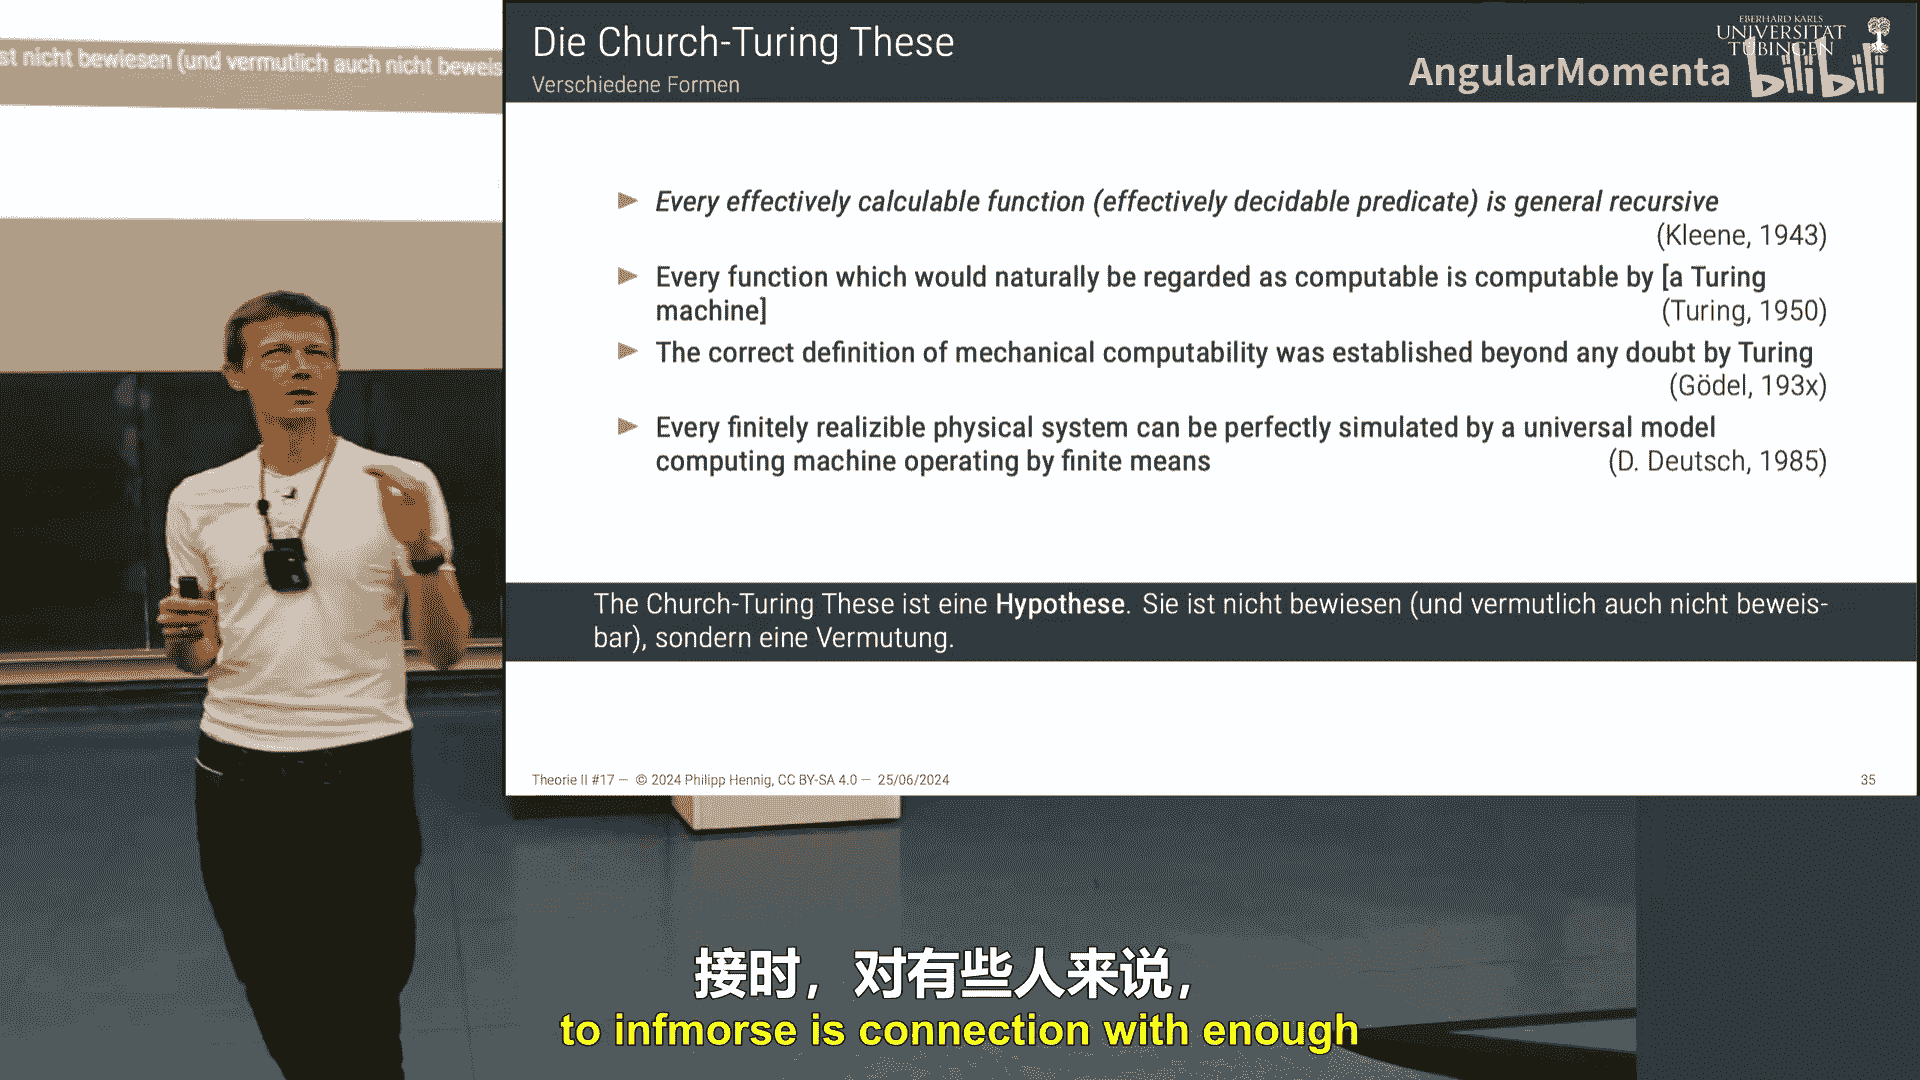 st nicht bewiesen (und vermutlich auch nicht beweis
Die Church-Turing These
Verschiedene Formen
EBERHARD KARLS
UNIVERSITÄT
TÜBINGEN
AngularMomenta
bilibili
Every effectively calculable function (effectively decidable predicate) is general recursive
(Kleene, 1943)
Every function which would naturally be regarded as computable is computable by [a Turing
machine] (Turing, 1950)
The correct definition of mechanical computability was established beyond any doubt by Turing
(Gödel, 193x)
Every finitely realizible physical system can be perfectly simulated by a universal model
computing machine operating by finite means (D. Deutsch, 1985)
The Church-Turing These ist eine Hypothese. Sie ist nicht bewiesen (und vermutlich auch nicht beweis-
bar), sondern eine Vermutung.
Theorie II #17 — © 2024 Philipp Hennig, CC BY-SA 4.0 — 25/06/2024 35
接时，对有些人来说，
to infmorse is connection with enough